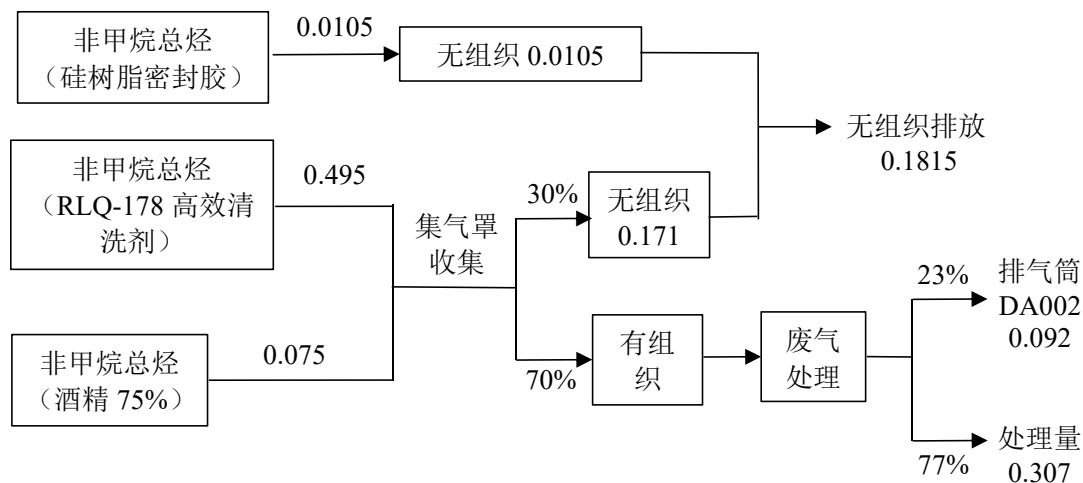 非甲烷总烃
（硅树脂密封胶）
0.0105
无组织 0.0105
无组织排放
0.1815
非甲烷总烃
（RLQ-178 高效清
洗剂）
0.495
集气罩
收集
30%
无组织
0.171
非甲烷总烃
（酒精 75%）
0.075
70%
有组
织
废气
处理
23%
排气筒
DA002
0.092
77%
处理量
0.307